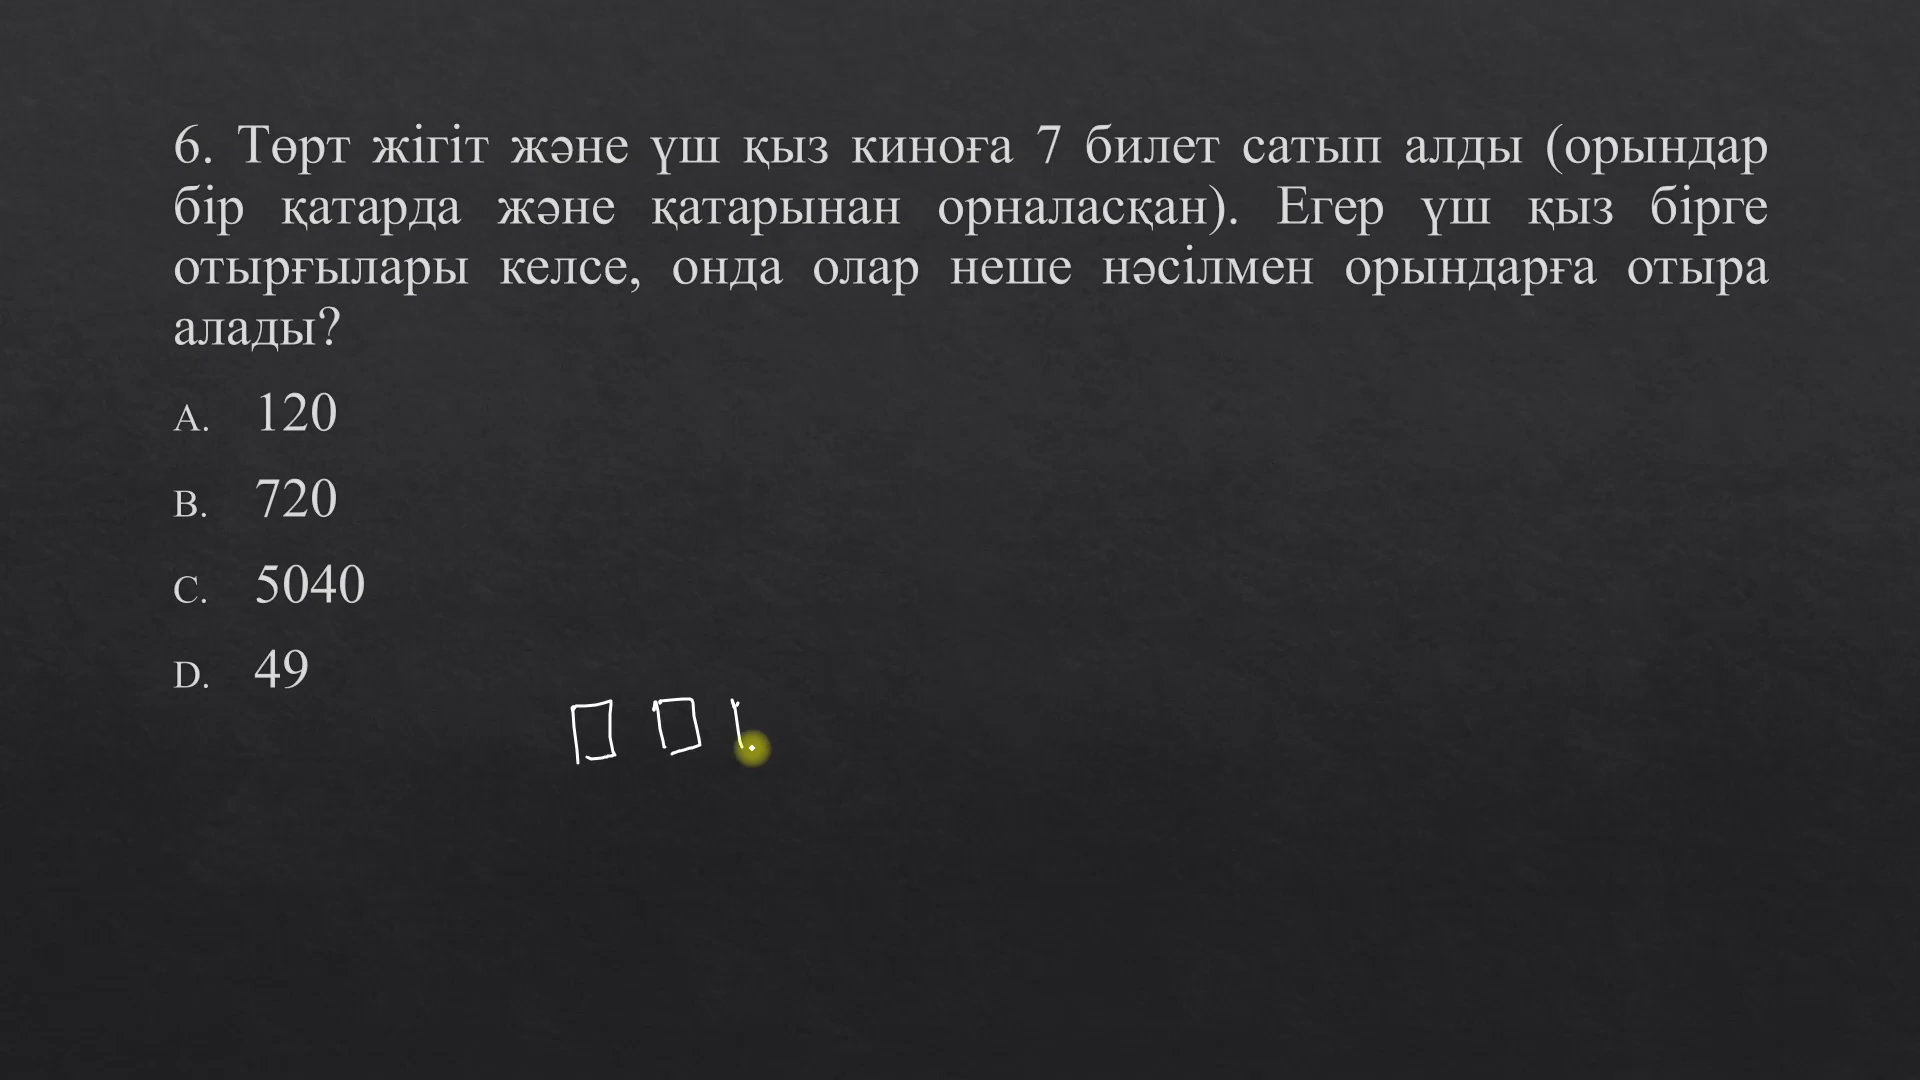 6. Төрт жігіт және үш қыз киноға 7 билет сатып алды (орындар
бір қатарда және қатарынан орналасқан). Егер үш қыз бірге
отырғылары келсе, онда олар неше нәсілмен орындарға отыра
алады?
A. 120
B. 720
C. 5040
D. 49